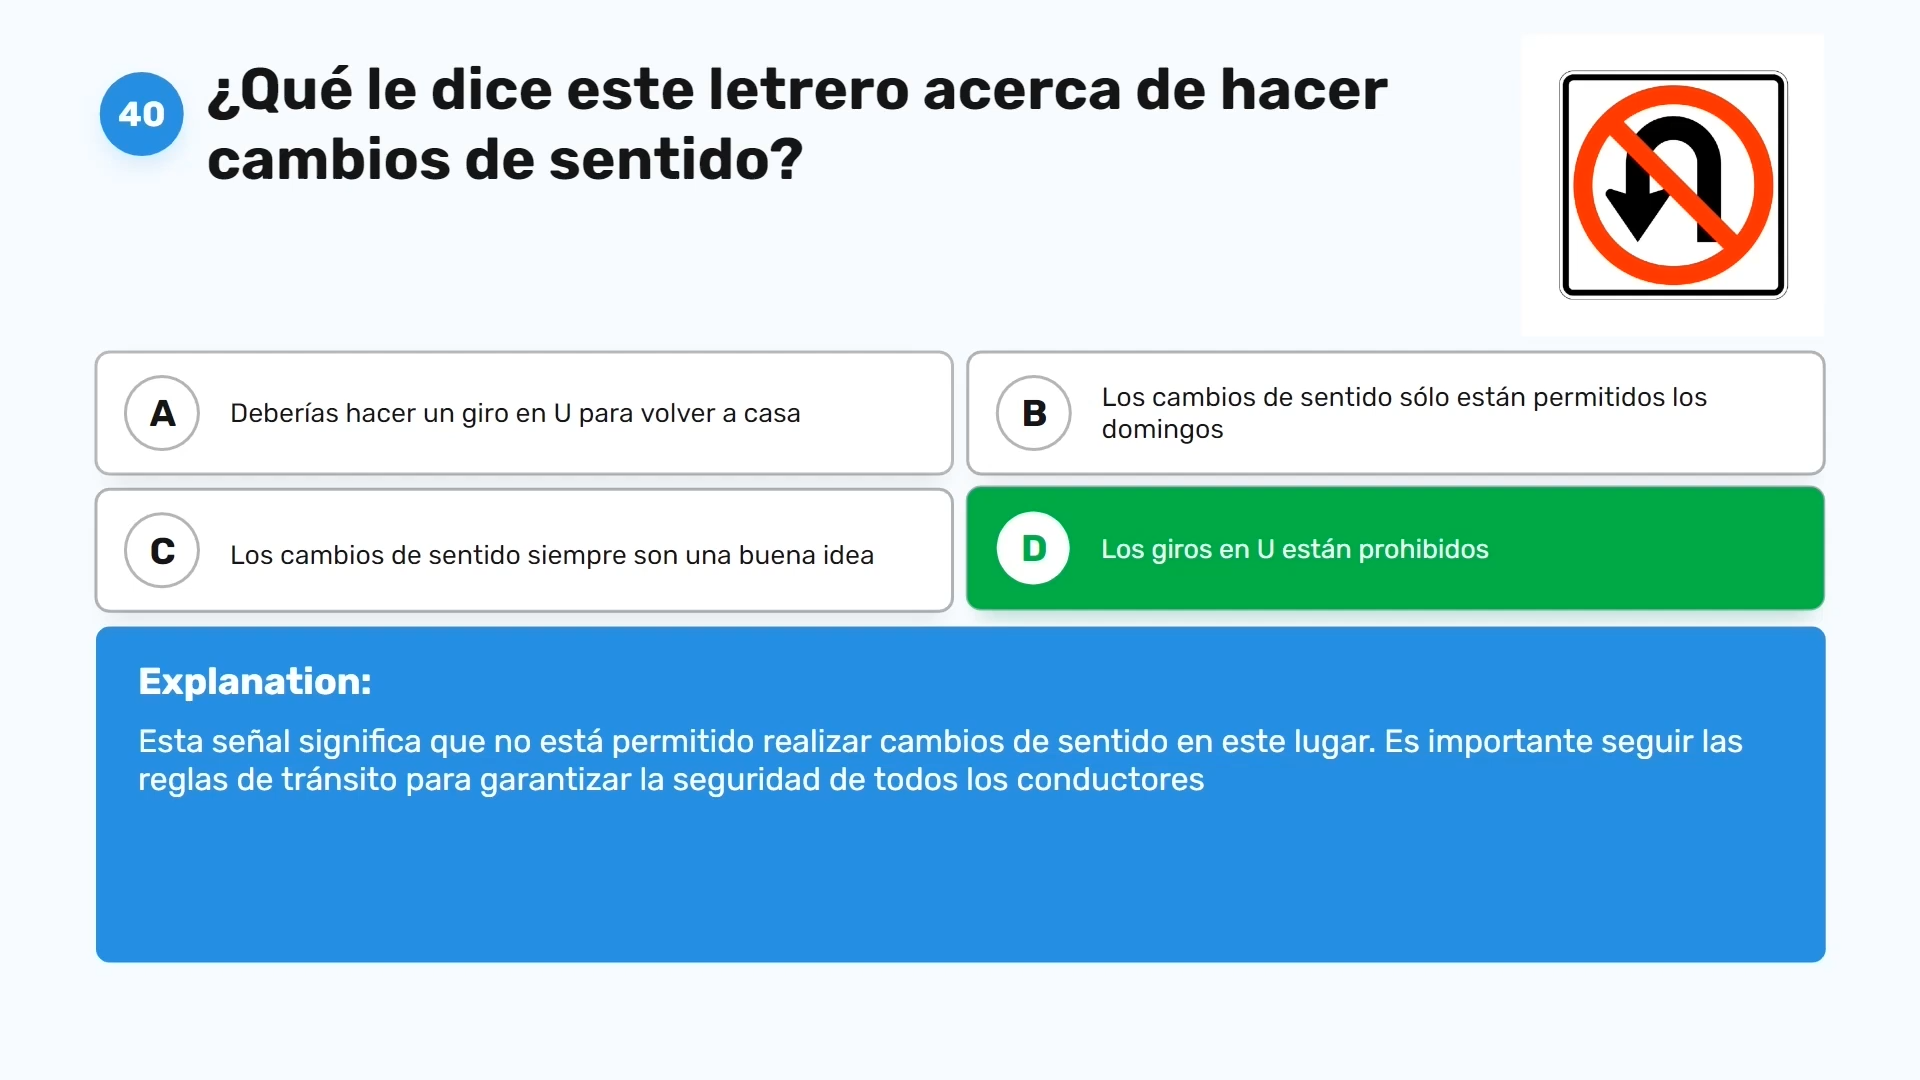 40
¿Qué le dice este letrero acerca de hacer
cambios de sentido?
A
Deberías hacer un giro en U para volver a casa
B
Los cambios de sentido sólo están permitidos los
domingos
C
Los cambios de sentido siempre son una buena idea
D
Los giros en U están prohibidos
Explanation:
Esta señal significa que no está permitido realizar cambios de sentido en este lugar. Es importante seguir las
reglas de tránsito para garantizar la seguridad de todos los conductores